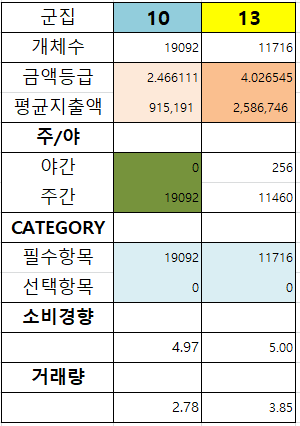 군집 10 13
개체수 19092 11716
금액등급 2.466111 4.026545
평균지출액 915,191 2,586,746
주/야
야간 0 256
주간 19092 11460
CATEGORY
필수항목 19092 11716
선택항목 0 0
소비경향
4.97 5.00
거래량
2.78 3.85